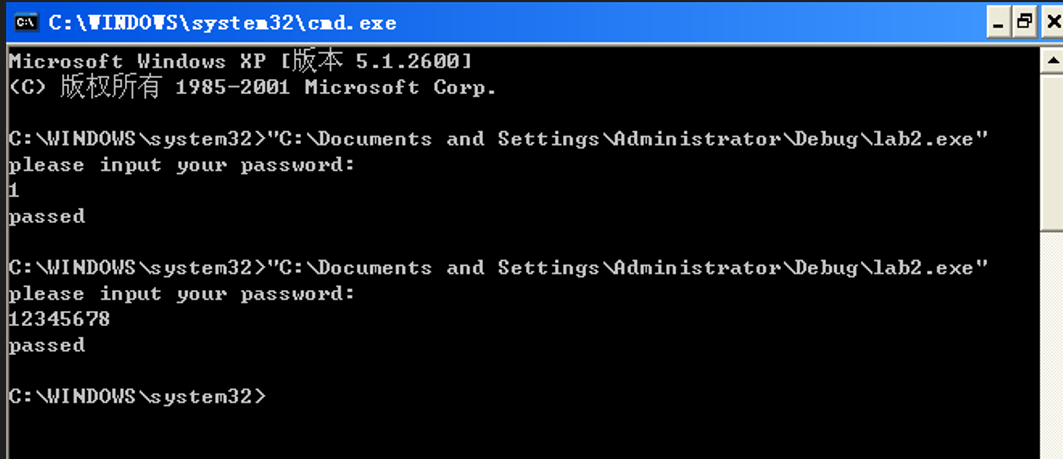 C:\WINDOWS\system32\cmd.exe
Microsoft Windows XP [版本 5.1.2600]
(C) 版权所有 1985-2001 Microsoft Corp.
C:\WINDOWS\system32>"C:\Documents and Settings\Administrator\Debug\lab2.exe"
please input your password:
1
passed
C:\WINDOWS\system32>"C:\Documents and Settings\Administrator\Debug\lab2.exe"
please input your password:
12345678
passed
C:\WINDOWS\system32>